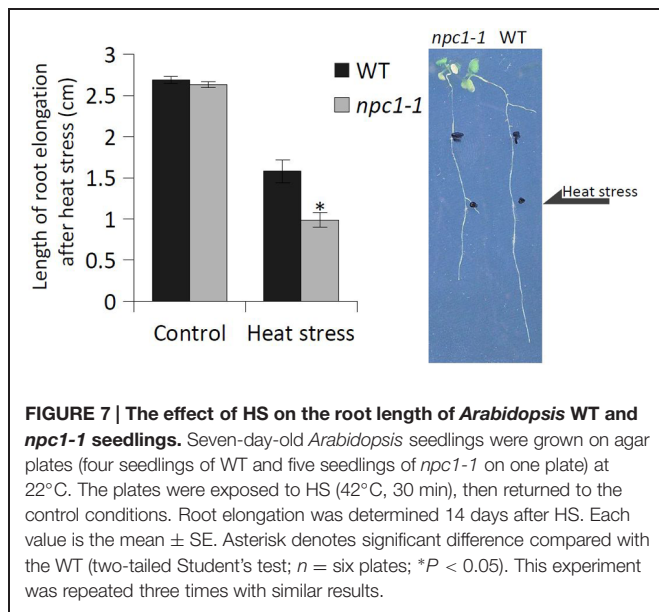 Length of root elongation
after heat stress (cm)
3
2.5
2
1.5
1
0.5
0
*
Control
Heat stress
WT
npc1-1
npc1-1 WT
Heat stress
FIGURE 7 | The effect of HS on the root length of Arabidopsis WT and
npc1-1 seedlings. Seven-day-old Arabidopsis seedlings were grown on agar
plates (four seedlings of WT and five seedlings of npc1-1 on one plate) at
22°C. The plates were exposed to HS (42°C, 30 min), then returned to the
control conditions. Root elongation was determined 14 days after HS. Each
value is the mean ± SE. Asterisk denotes significant difference compared with
the WT (two-tailed Student's test; n = six plates; *P < 0.05). This experiment
was repeated three times with similar results.